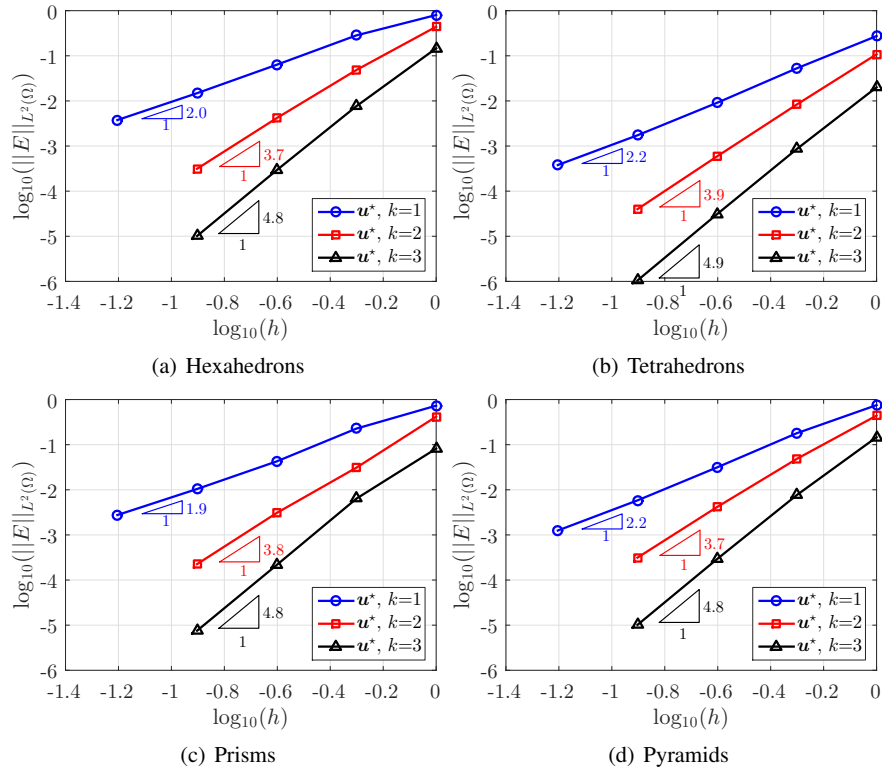 0
-1
-2
-3
-4
-5
-6
log10(||E||L2(Ω))
2.0
1
3.7
1
4.8
1
u⋆, k=1
u⋆, k=2
u⋆, k=3
-1.4 -1.2 -1 -0.8 -0.6 -0.4 -0.2 0
log10(h)
(a) Hexahedrons
0
-1
-2
-3
-4
-5
-6
log10(||E||L2(Ω))
2.2
1
3.9
1
4.9
1
u⋆, k=1
u⋆, k=2
u⋆, k=3
-1.4 -1.2 -1 -0.8 -0.6 -0.4 -0.2 0
log10(h)
(b) Tetrahedrons
0
-1
-2
-3
-4
-5
-6
log10(||E||L2(Ω))
1.9
1
3.8
1
4.8
1
u⋆, k=1
u⋆, k=2
u⋆, k=3
-1.4 -1.2 -1 -0.8 -0.6 -0.4 -0.2 0
log10(h)
(c) Prisms
0
-1
-2
-3
-4
-5
-6
log10(||E||L2(Ω))
2.2
1
3.7
1
4.8
1
u⋆, k=1
u⋆, k=2
u⋆, k=3
-1.4 -1.2 -1 -0.8 -0.6 -0.4 -0.2 0
log10(h)
(d) Pyramids